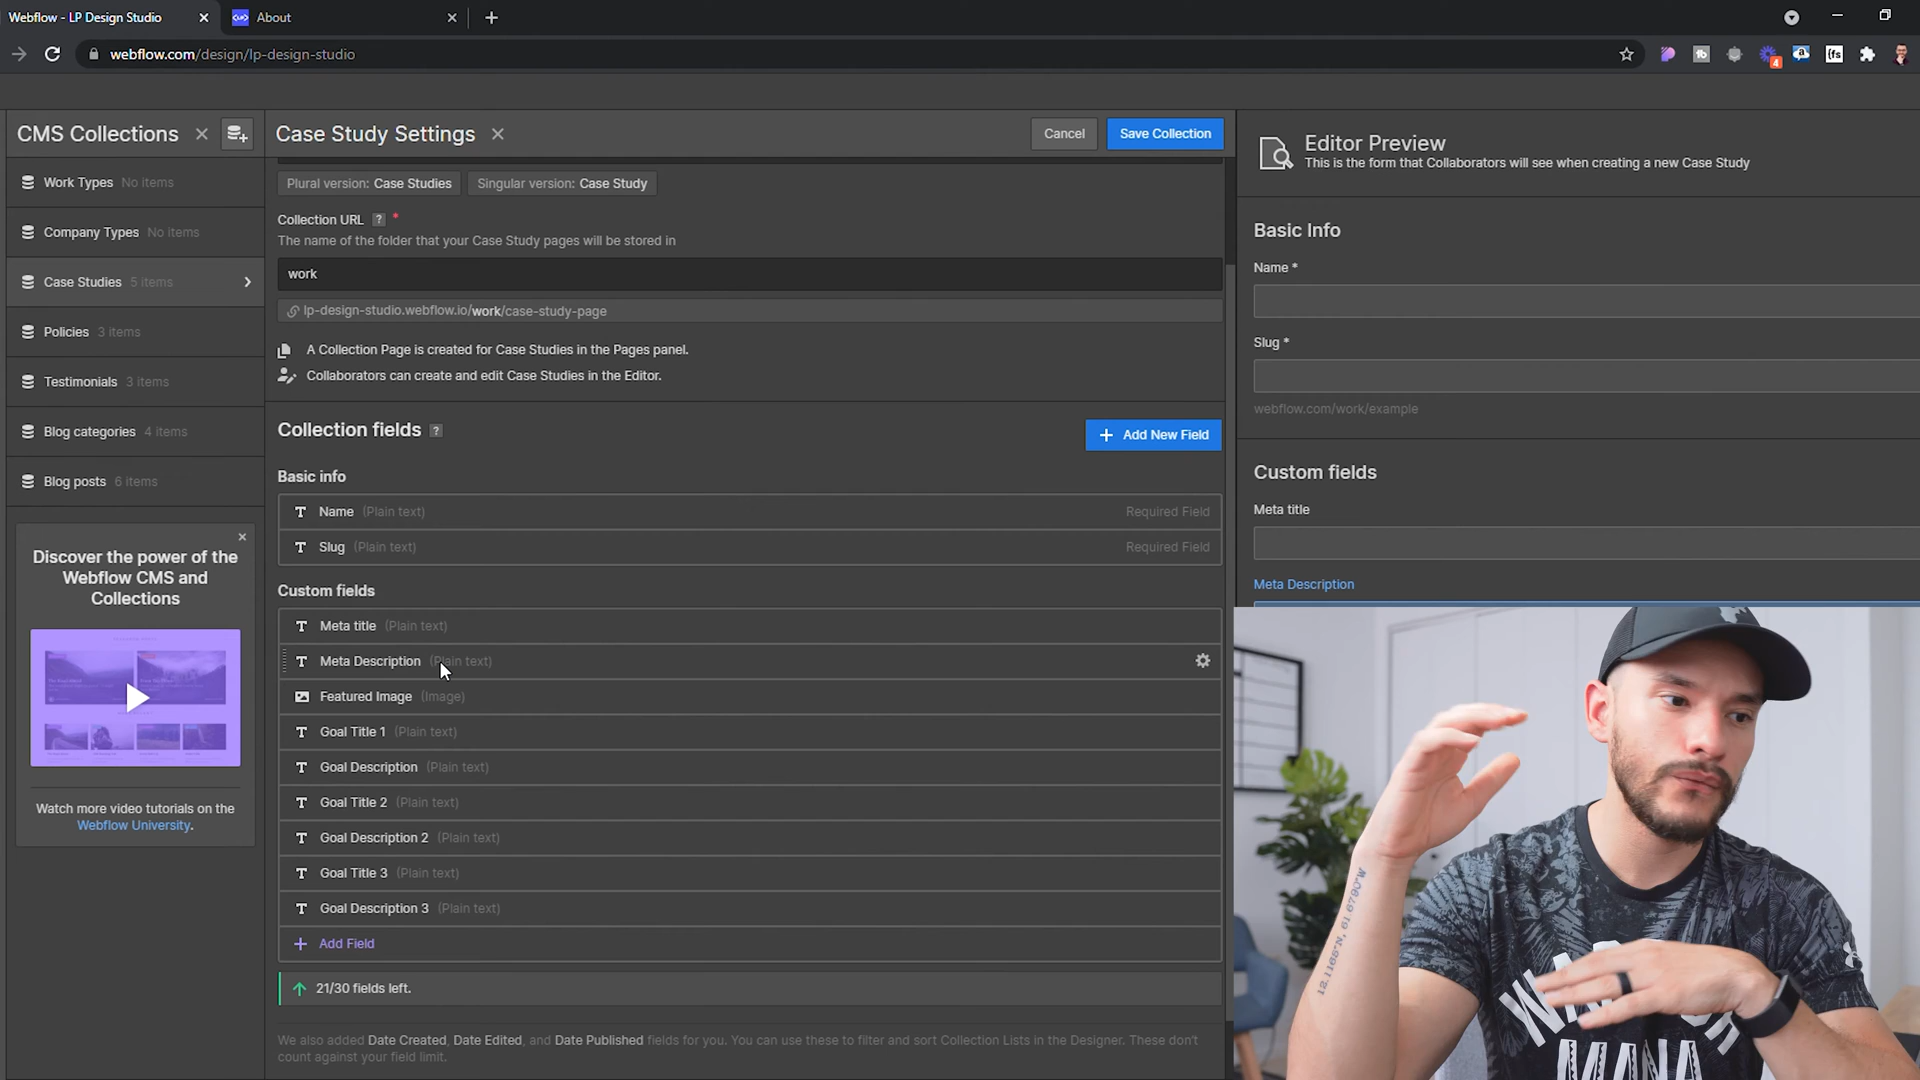 Webflow - LP Design Studio
About
webflow.com/design/lp-design-studio
4
CMS Collections
Case Study Settings
Cancel
Save Collection
Editor Preview
This is the form that Collaborators will see when creating a new Case Study
Work Types No items
Company Types No items
Case Studies 5 items
Policies 3 items
Testimonials 3 items
Blog categories 4 items
Blog posts 6 items
Discover the power of the
Webflow CMS and
Collections
Watch more video tutorials on the
Webflow University.
Plural version: Case Studies
Singular version: Case Study
Collection URL ? *
The name of the folder that your Case Study pages will be stored in
work
lp-design-studio.webflow.io/work/case-study-page
A Collection Page is created for Case Studies in the Pages panel.
Collaborators can create and edit Case Studies in the Editor.
Collection fields ?
+ Add New Field
Basic info
Name (Plain text) Required Field
Slug (Plain text) Required Field
Custom fields
Meta title (Plain text)
Meta Description (Plain text)
Featured Image (Image)
Goal Title 1 (Plain text)
Goal Description (Plain text)
Goal Title 2 (Plain text)
Goal Description 2 (Plain text)
Goal Title 3 (Plain text)
Goal Description 3 (Plain text)
+ Add Field
21/30 fields left.
We also added Date Created, Date Edited, and Date Published fields for you. You can use these to filter and sort Collection Lists in the Designer. These don't
count against your field limit.
Basic Info
Name *
Slug *
webflow.com/work/example
Custom fields
Meta title
Meta Description
12.1165°N, 61.6790°W
MANA